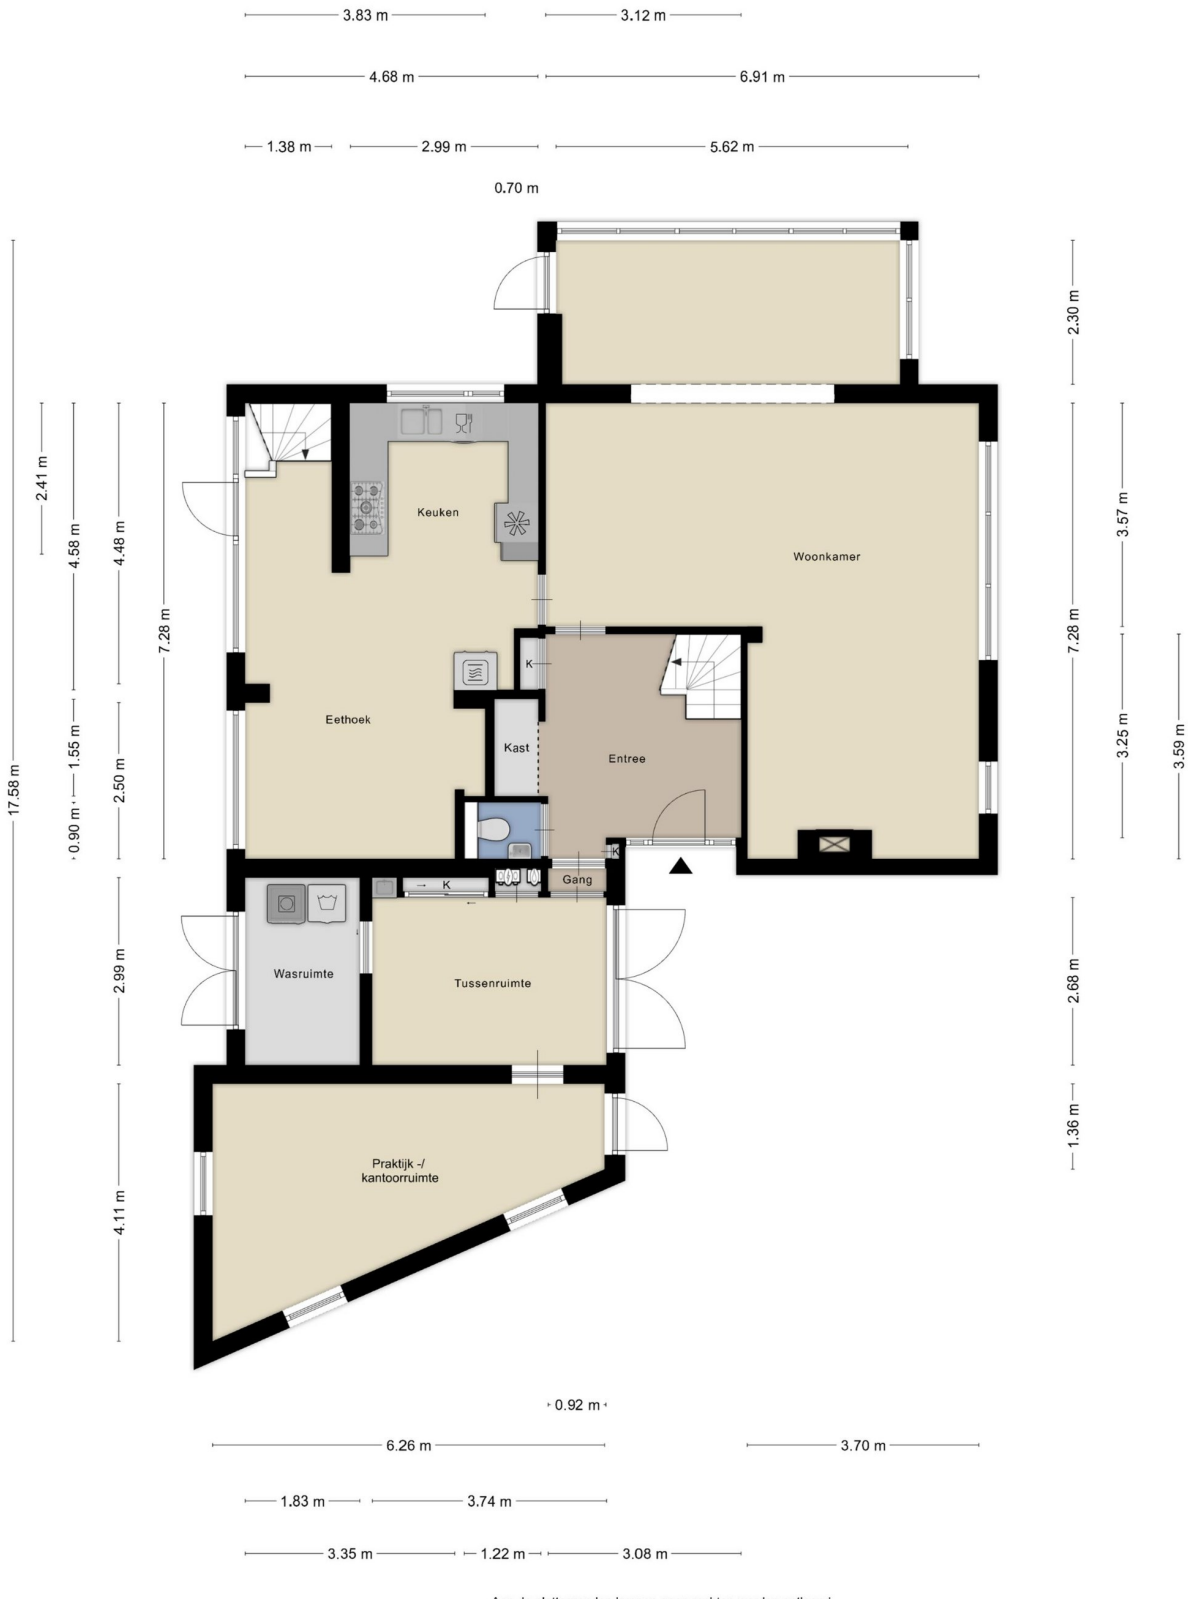 3.83 m
3.12 m
4.68 m
6.91 m
1.38 m
2.99 m
5.62 m
0.70 m
2.30 m
2.41 m
4.58 m
4.48 m
7.28 m
3.57 m
7.28 m
Keuken
Woonkamer
K
Eethoek
Kast
Entree
3.25 m
3.59 m
17.58 m
1.55 m
2.50 m
0.90 m
K
Gang
K
Wasruimte
Tussenruimte
2.99 m
2.68 m
1.36 m
Praktijk -/
kantoorruimte
4.11 m
0.92 m
6.26 m
3.70 m
1.83 m
3.74 m
3.35 m
1.22 m
3.08 m